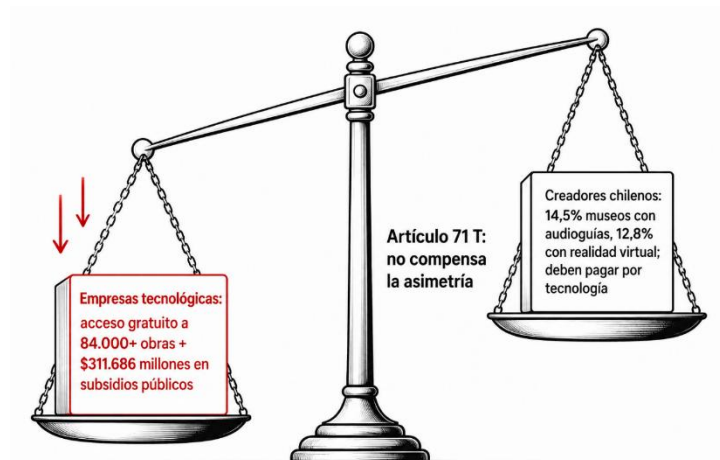 Empresas tecnológicas:
acceso gratuito a
84.000+ obras +
$311.686 millones en
subsidios públicos
Artículo 71 T:
no compensa
la asimetría
Creadores chilenos:
14,5% museos con
audioguías, 12,8%
con realidad virtual;
deben pagar por
tecnología